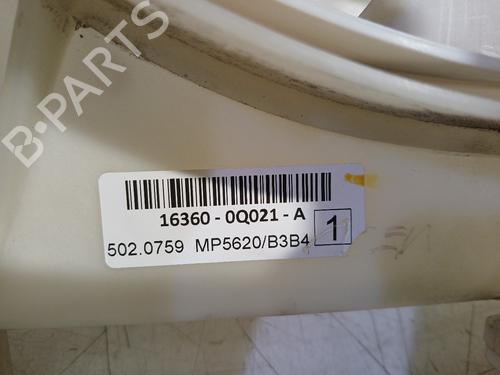 B-PARTS
16360 - 0Q021 - A
502.0759 MP5620/B3B4
1